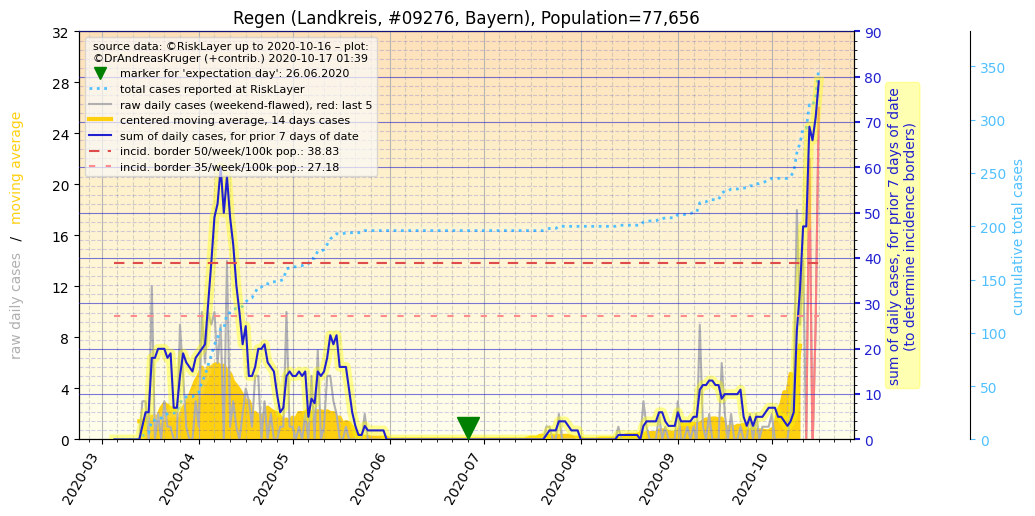 Regen (Landkreis, #09276, Bayern), Population=77,656
source data: ©RiskLayer up to 2020-10-16 – plot:
©DrAndreasKruger (+contrib.) 2020-10-17 01:39
marker for 'expectation day': 26.06.2020
total cases reported at RiskLayer
raw daily cases (weekend-flawed), red: last 5
centered moving average, 14 days cases
sum of daily cases, for prior 7 days of date
incid. border 50/week/100k pop.: 38.83
incid. border 35/week/100k pop.: 27.18
raw daily cases / moving average
32
28
24
20
16
12
8
4
0
90
80
70
60
50
40
30
20
10
0
sum of daily cases, for prior 7 days of date
(to determine incidence borders)
350
300
250
200
150
100
50
0
cumulative total cases
2020-03
2020-04
2020-05
2020-06
2020-07
2020-08
2020-09
2020-10